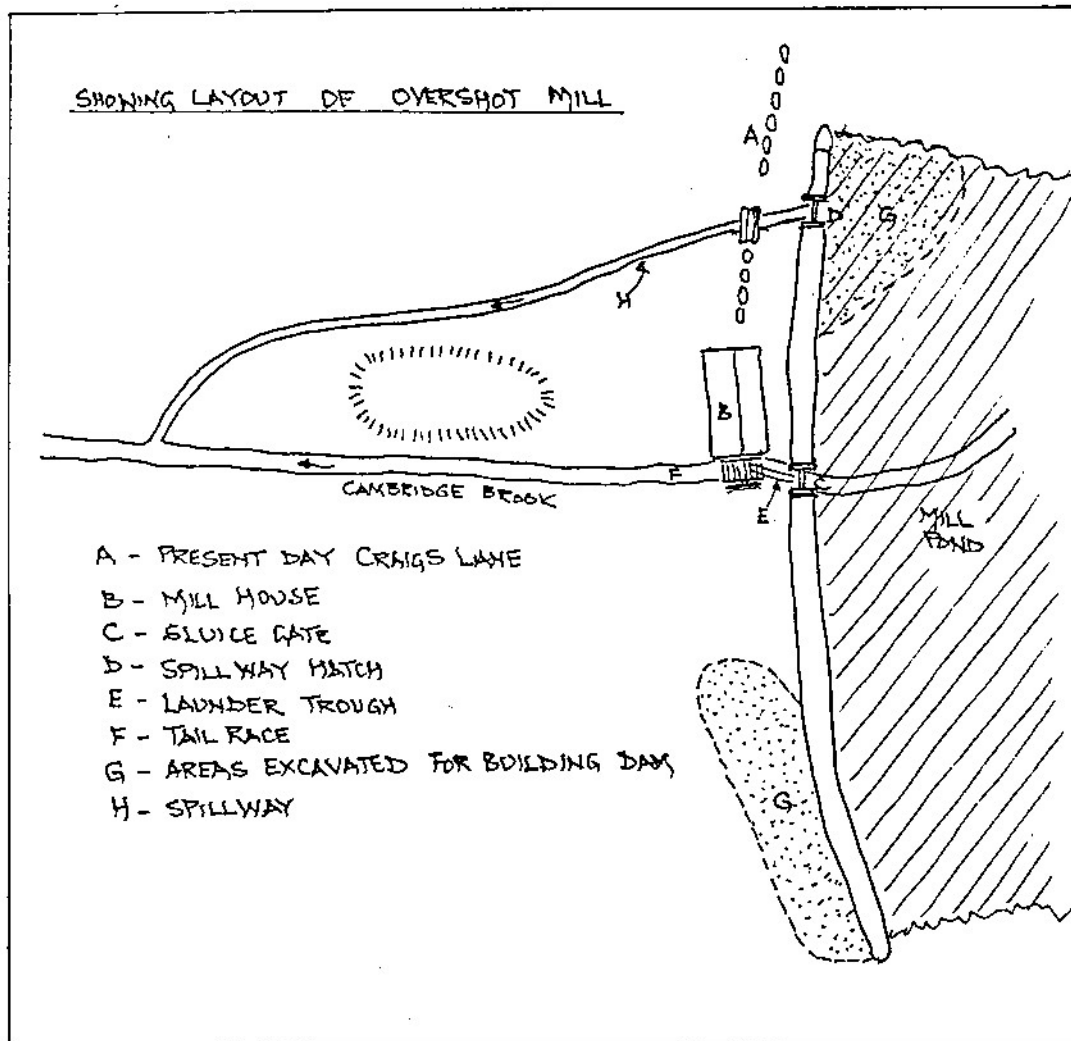 SHOWING LAYOUT OF OVERSHOT MILL
A
D
G
H
B
F
CAMBRIDGE BROOK
E
C
MILL
POND
A - PRESENT DAY CRAIGS LANE
B - MILL HOUSE
C - SLUICE GATE
D - SPILLWAY HATCH
E - LAUNDER TROUGH
F - TAIL RACE
G - AREAS EXCAVATED FOR BUILDING DAM
H - SPILLWAY
G